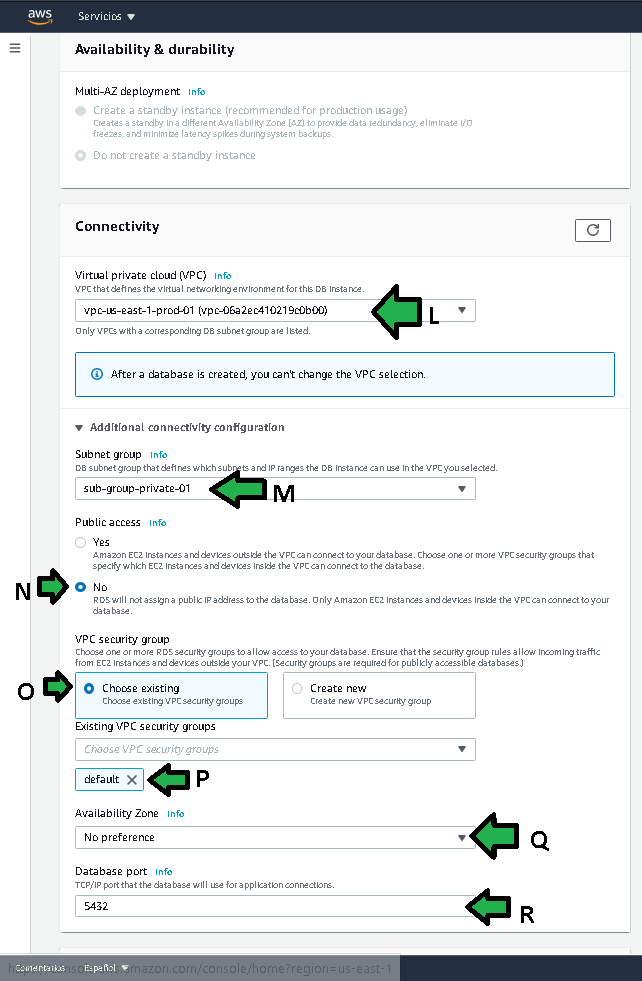 aws Servicios ▼
Availability & durability
Multi-AZ deployment Info
Create a standby instance (recommended for production usage)
Creates a standby in a different Availability Zone (AZ) to provide data redundancy, eliminate I/O
freezes, and minimize latency spikes during system backups.
Do not create a standby instance
Connectivity
Virtual private cloud (VPC) Info
VPC that defines the virtual networking environment for this DB instance.
vpc-us-east-1-prod-01 (vpc-06a2ec410219c0b00)
L
Only VPCs with a corresponding DB subnet group are listed.
After a database is created, you can't change the VPC selection.
Additional connectivity configuration
Subnet group Info
DB subnet group that defines which subnets and IP ranges the DB instance can use in the VPC you selected.
sub-group-private-01
M
Public access Info
Yes
Amazon EC2 instances and devices outside the VPC can connect to your database. Choose one or more VPC security groups that
specify which EC2 instances and devices inside the VPC can connect to the database.
N
No
RDS will not assign a public IP address to the database. Only Amazon EC2 instances and devices inside the VPC can connect to your
database.
VPC security group
Choose one or more RDS security groups to allow access to your database. Ensure that the security group rules allow incoming traffic
from EC2 instances and devices outside your VPC. (Security groups are required for publicly accessible databases.)
O
Choose existing
Choose existing VPC security groups
Create new
Create new VPC security group
Existing VPC security groups
Choose VPC security groups
default
P
Availability Zone Info
No preference
Q
Database port Info
TCP/IP port that the database will use for application connections.
5432
R
Comentarios Español ▼
amazon.com/console/home?region=us-east-1